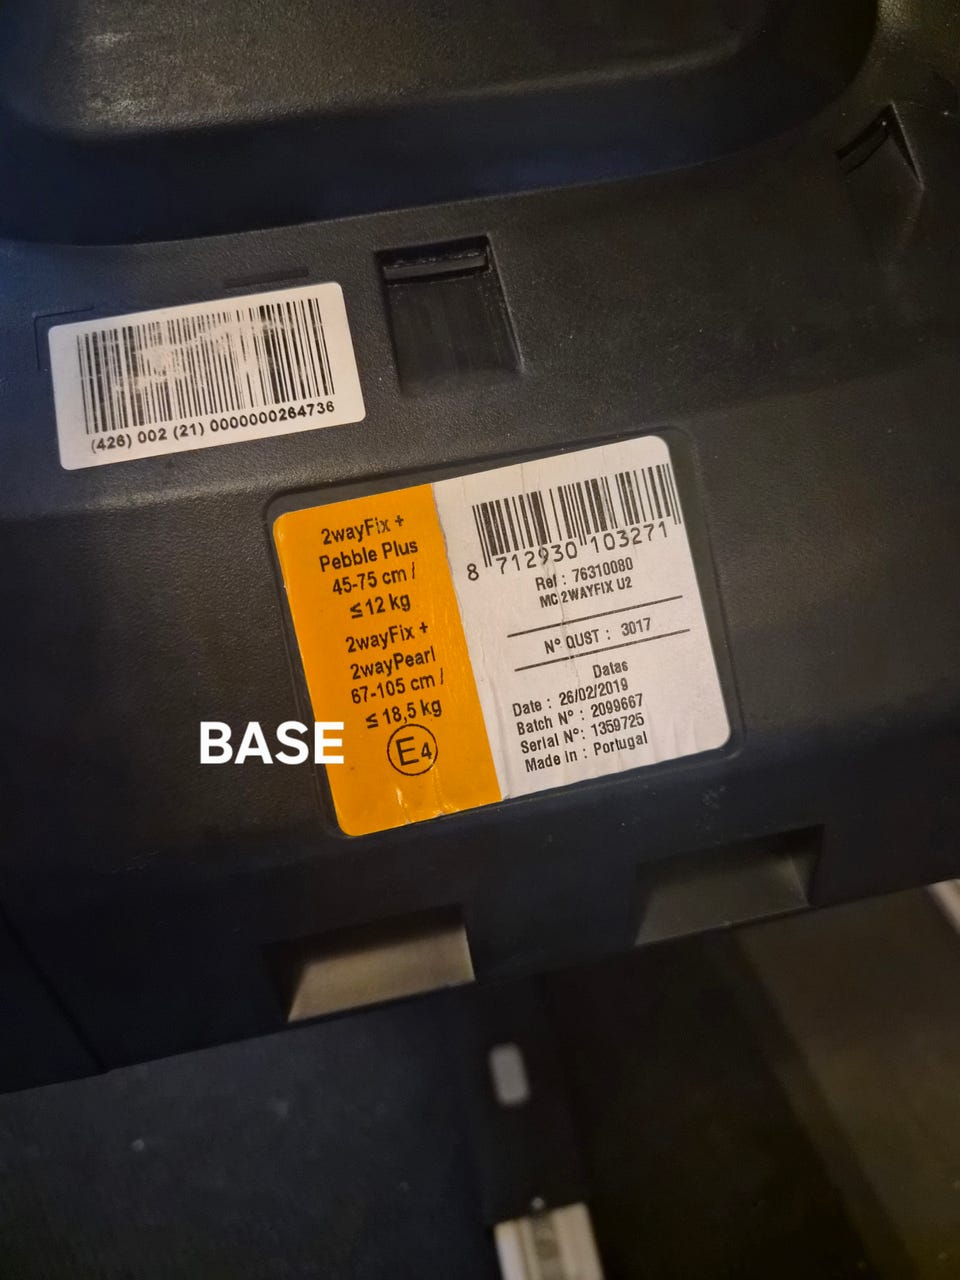 (426) 002 (21) 0000000264736
2wayFix +
Pebble Plus
45-75 cm /
≤ 12 kg
2wayFix +
2wayPearl
67-105 cm /
≤ 18,5 kg
E4
8 712930 103271
Ref : 76310080
MC 2WAYFIX U2
N° QUST : 3017
Datas
Date : 26/02/2019
Batch N° : 2099667
Serial N°: 1359725
Made in : Portugal
BASE